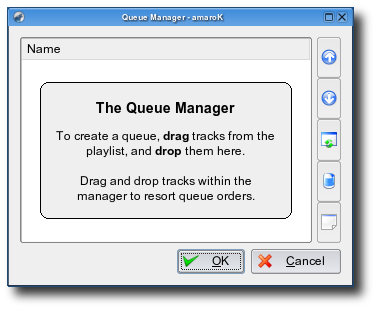 Queue Manager - amaroK
Name
The Queue Manager
To create a queue, drag tracks from the
playlist, and drop them here.
Drag and drop tracks within the
manager to resort queue orders.
OK
Cancel